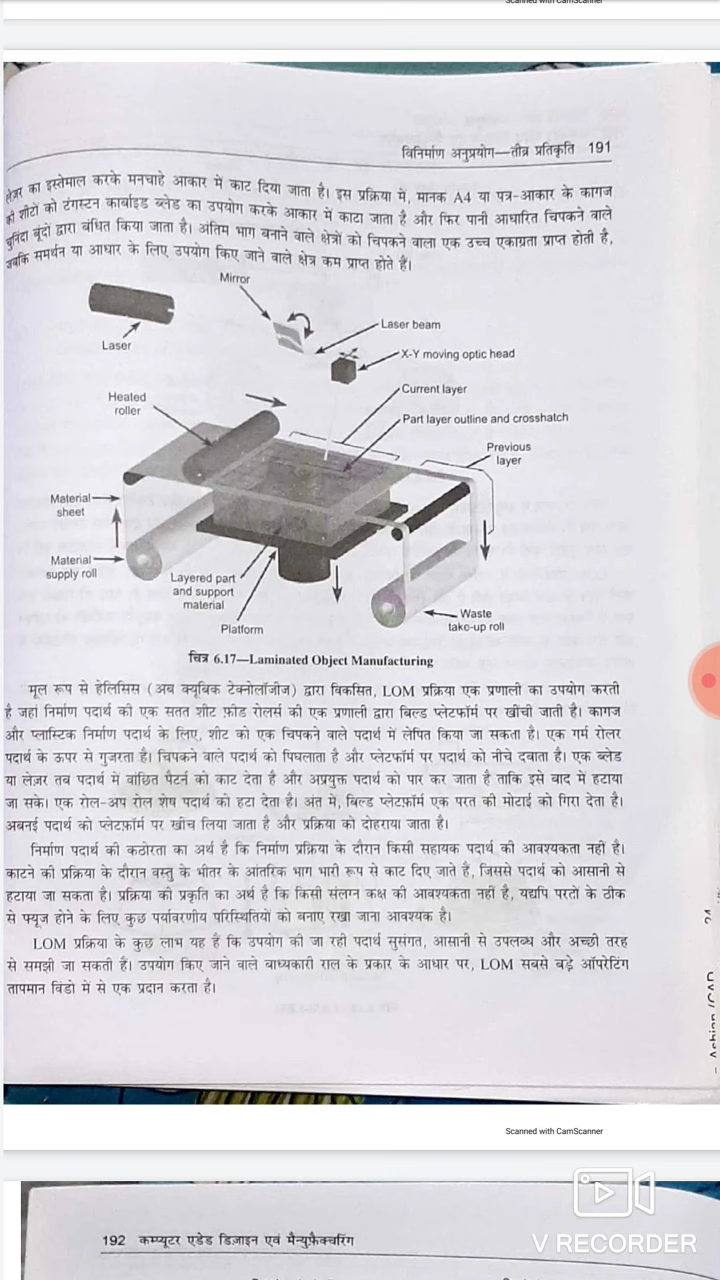 Scanned with CamScanner
विनिर्माण अनुप्रयोग—तीव्र प्रतिकृति 191
लेज़र का इस्तेमाल करके मनचाहे आकार में काट दिया जाता है। इस प्रक्रिया में, मानक A4 या पत्र-आकार के कागज
की शीटों को टंगस्टन कार्बाइड ब्लेड का उपयोग करके आकार में काटा जाता है और फिर पानी आधारित चिपकने वाले
चुनिंदा बूंदों द्वारा बंधित किया जाता है। अंतिम भाग बनाने वाले क्षेत्रों को चिपकने वाला एक उच्च एकाग्रता प्राप्त होती है,
जबकि समर्थन या आधार के लिए उपयोग किए जाने वाले क्षेत्र कम प्राप्त होते हैं।
Mirror
Laser beam
Laser
X-Y moving optic head
Current layer
Heated
roller
Part layer outline and crosshatch
Previous
layer
Material
sheet
Material
supply roll
Layered part
and support
material
Platform
Waste
take-up roll
चित्र 6.17—Laminated Object Manufacturing
मूल रूप से हेलिसिस (अब क्यूबिक टेक्नोलॉजीज) द्वारा विकसित, LOM प्रक्रिया एक प्रणाली का उपयोग करती
है जहां निर्माण पदार्थ की एक सतत शीट फ़ीड रोलर्स की एक प्रणाली द्वारा बिल्ड प्लेटफॉर्म पर खींची जाती है। कागज
और प्लास्टिक निर्माण पदार्थ के लिए, शीट को एक चिपकने वाले पदार्थ में लेपित किया जा सकता है। एक गर्म रोलर
पदार्थ के ऊपर से गुजरता है। चिपकने वाले पदार्थ को पिघलाता है और प्लेटफॉर्म पर पदार्थ को नीचे दबाता है। एक ब्लेड
या लेज़र तब पदार्थ में वांछित पैटर्न को काट देता है और अप्रयुक्त पदार्थ को पार कर जाता है ताकि इसे बाद में हटाया
जा सके। एक रोल-अप रोल शेष पदार्थ को हटा देता है। अंत में, बिल्ड प्लेटफ़ॉर्म एक परत की मोटाई को गिरा देता है।
अबनई पदार्थ को प्लेटफ़ॉर्म पर खींच लिया जाता है और प्रक्रिया को दोहराया जाता है।
निर्माण पदार्थ की कठोरता का अर्थ है कि निर्माण प्रक्रिया के दौरान किसी सहायक पदार्थ की आवश्यकता नहीं है।
काटने की प्रक्रिया के दौरान वस्तु के भीतर के आंतरिक भाग भारी रूप से काट दिए जाते हैं, जिससे पदार्थ को आसानी से
हटाया जा सकता है। प्रक्रिया की प्रकृति का अर्थ है कि किसी संलग्न कक्ष की आवश्यकता नहीं है, यद्यपि परतों के ठीक
से फ्यूज होने के लिए कुछ पर्यावरणीय परिस्थितियों को बनाए रखा जाना आवश्यक है।
LOM प्रक्रिया के कुछ लाभ यह हैं कि उपयोग की जा रही पदार्थ सुसंगत, आसानी से उपलब्ध और अच्छी तरह
से समझी जा सकती हैं। उपयोग किए जाने वाले बाध्यकारी राल के प्रकार के आधार पर, LOM सबसे बड़े ऑपरेटिंग
तापमान विंडो में से एक प्रदान करता है।
Scanned with CamScanner
192 कम्प्यूटर एडेड डिज़ाइन एवं मैन्युफ़ैक्चरिंग
V RECORDER